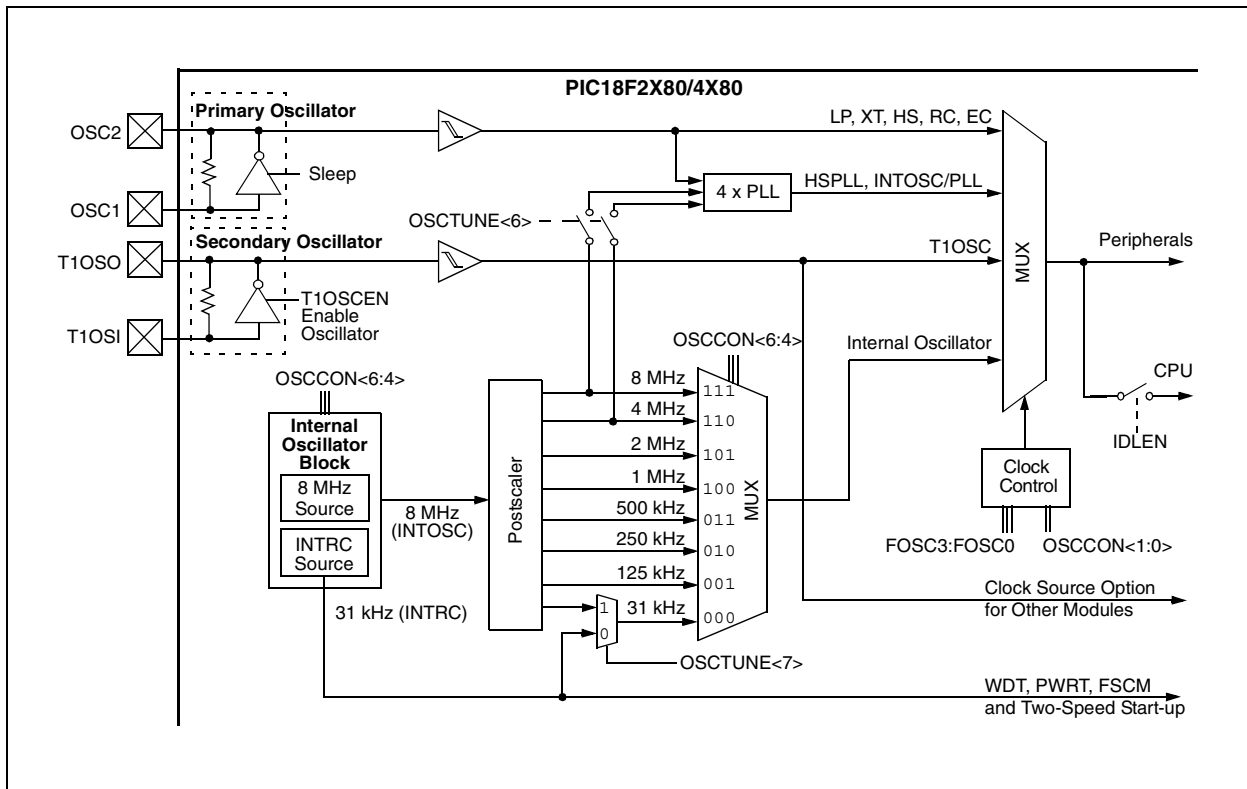 PIC18F2X80/4X80
Primary Oscillator
OSC2
LP, XT, HS, RC, EC
Sleep
4 x PLL
HSPLL, INTOSC/PLL
OSC1
OSCTUNE<6>
Secondary Oscillator
T1OSO
T1OSC
Peripherals
MUX
T1OSCEN
Enable
Oscillator
T1OSI
OSCCON<6:4>
Internal Oscillator
CPU
IDLEN
OSCCON<6:4>
Internal
Oscillator
Block
8 MHz
Source
INTRC
Source
8 MHz
(INTOSC)
31 kHz (INTRC)
Postscaler
8 MHz
111
4 MHz
110
2 MHz
101
1 MHz
100
500 kHz
011
250 kHz
010
125 kHz
001
1
31 kHz
000
0
MUX
OSCTUNE<7>
Clock
Control
FOSC3:FOSC0
OSCCON<1:0>
Clock Source Option
for Other Modules
WDT, PWRT, FSCM
and Two-Speed Start-up